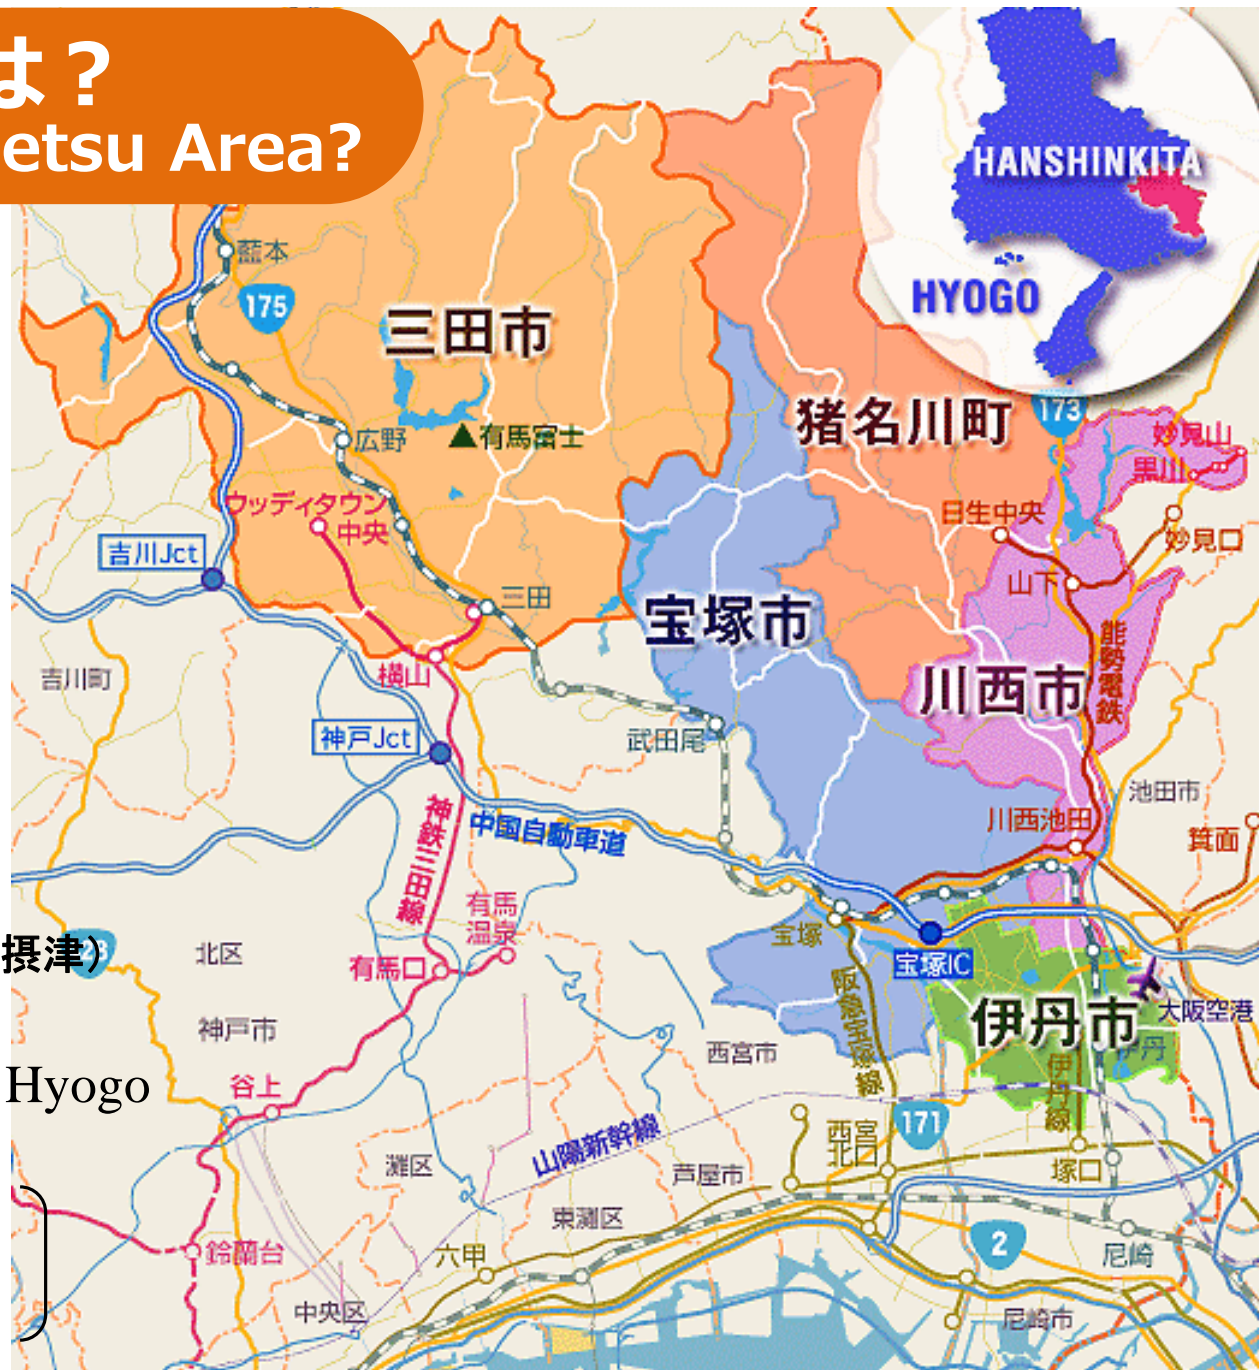 は？
etsu Area?
HANSHINKITA
HYOGO
藍本
175
三田市
猪名川町
173
広野
有馬富士
妙見山
黒川
ウッディタウン
中央
日生中央
妙見口
吉川Jct
山下
三田
宝塚市
能勢電鉄
吉川町
横山
川西市
神戸Jct
武田尾
池田市
川西池田
箕面
神鉄三田線
中国自動車道
有馬
温泉
宝塚
摂津）
北区
有馬口
宝塚IC
阪急宝塚線
伊丹市
大阪空港
神戸市
西宮市
伊丹
伊丹線
Hyogo
谷上
171
西宮
北口
山陽新幹線
灘区
芦屋市
塚口
東灘区
鈴蘭台
六甲
2
尼崎
中央区
尼崎市